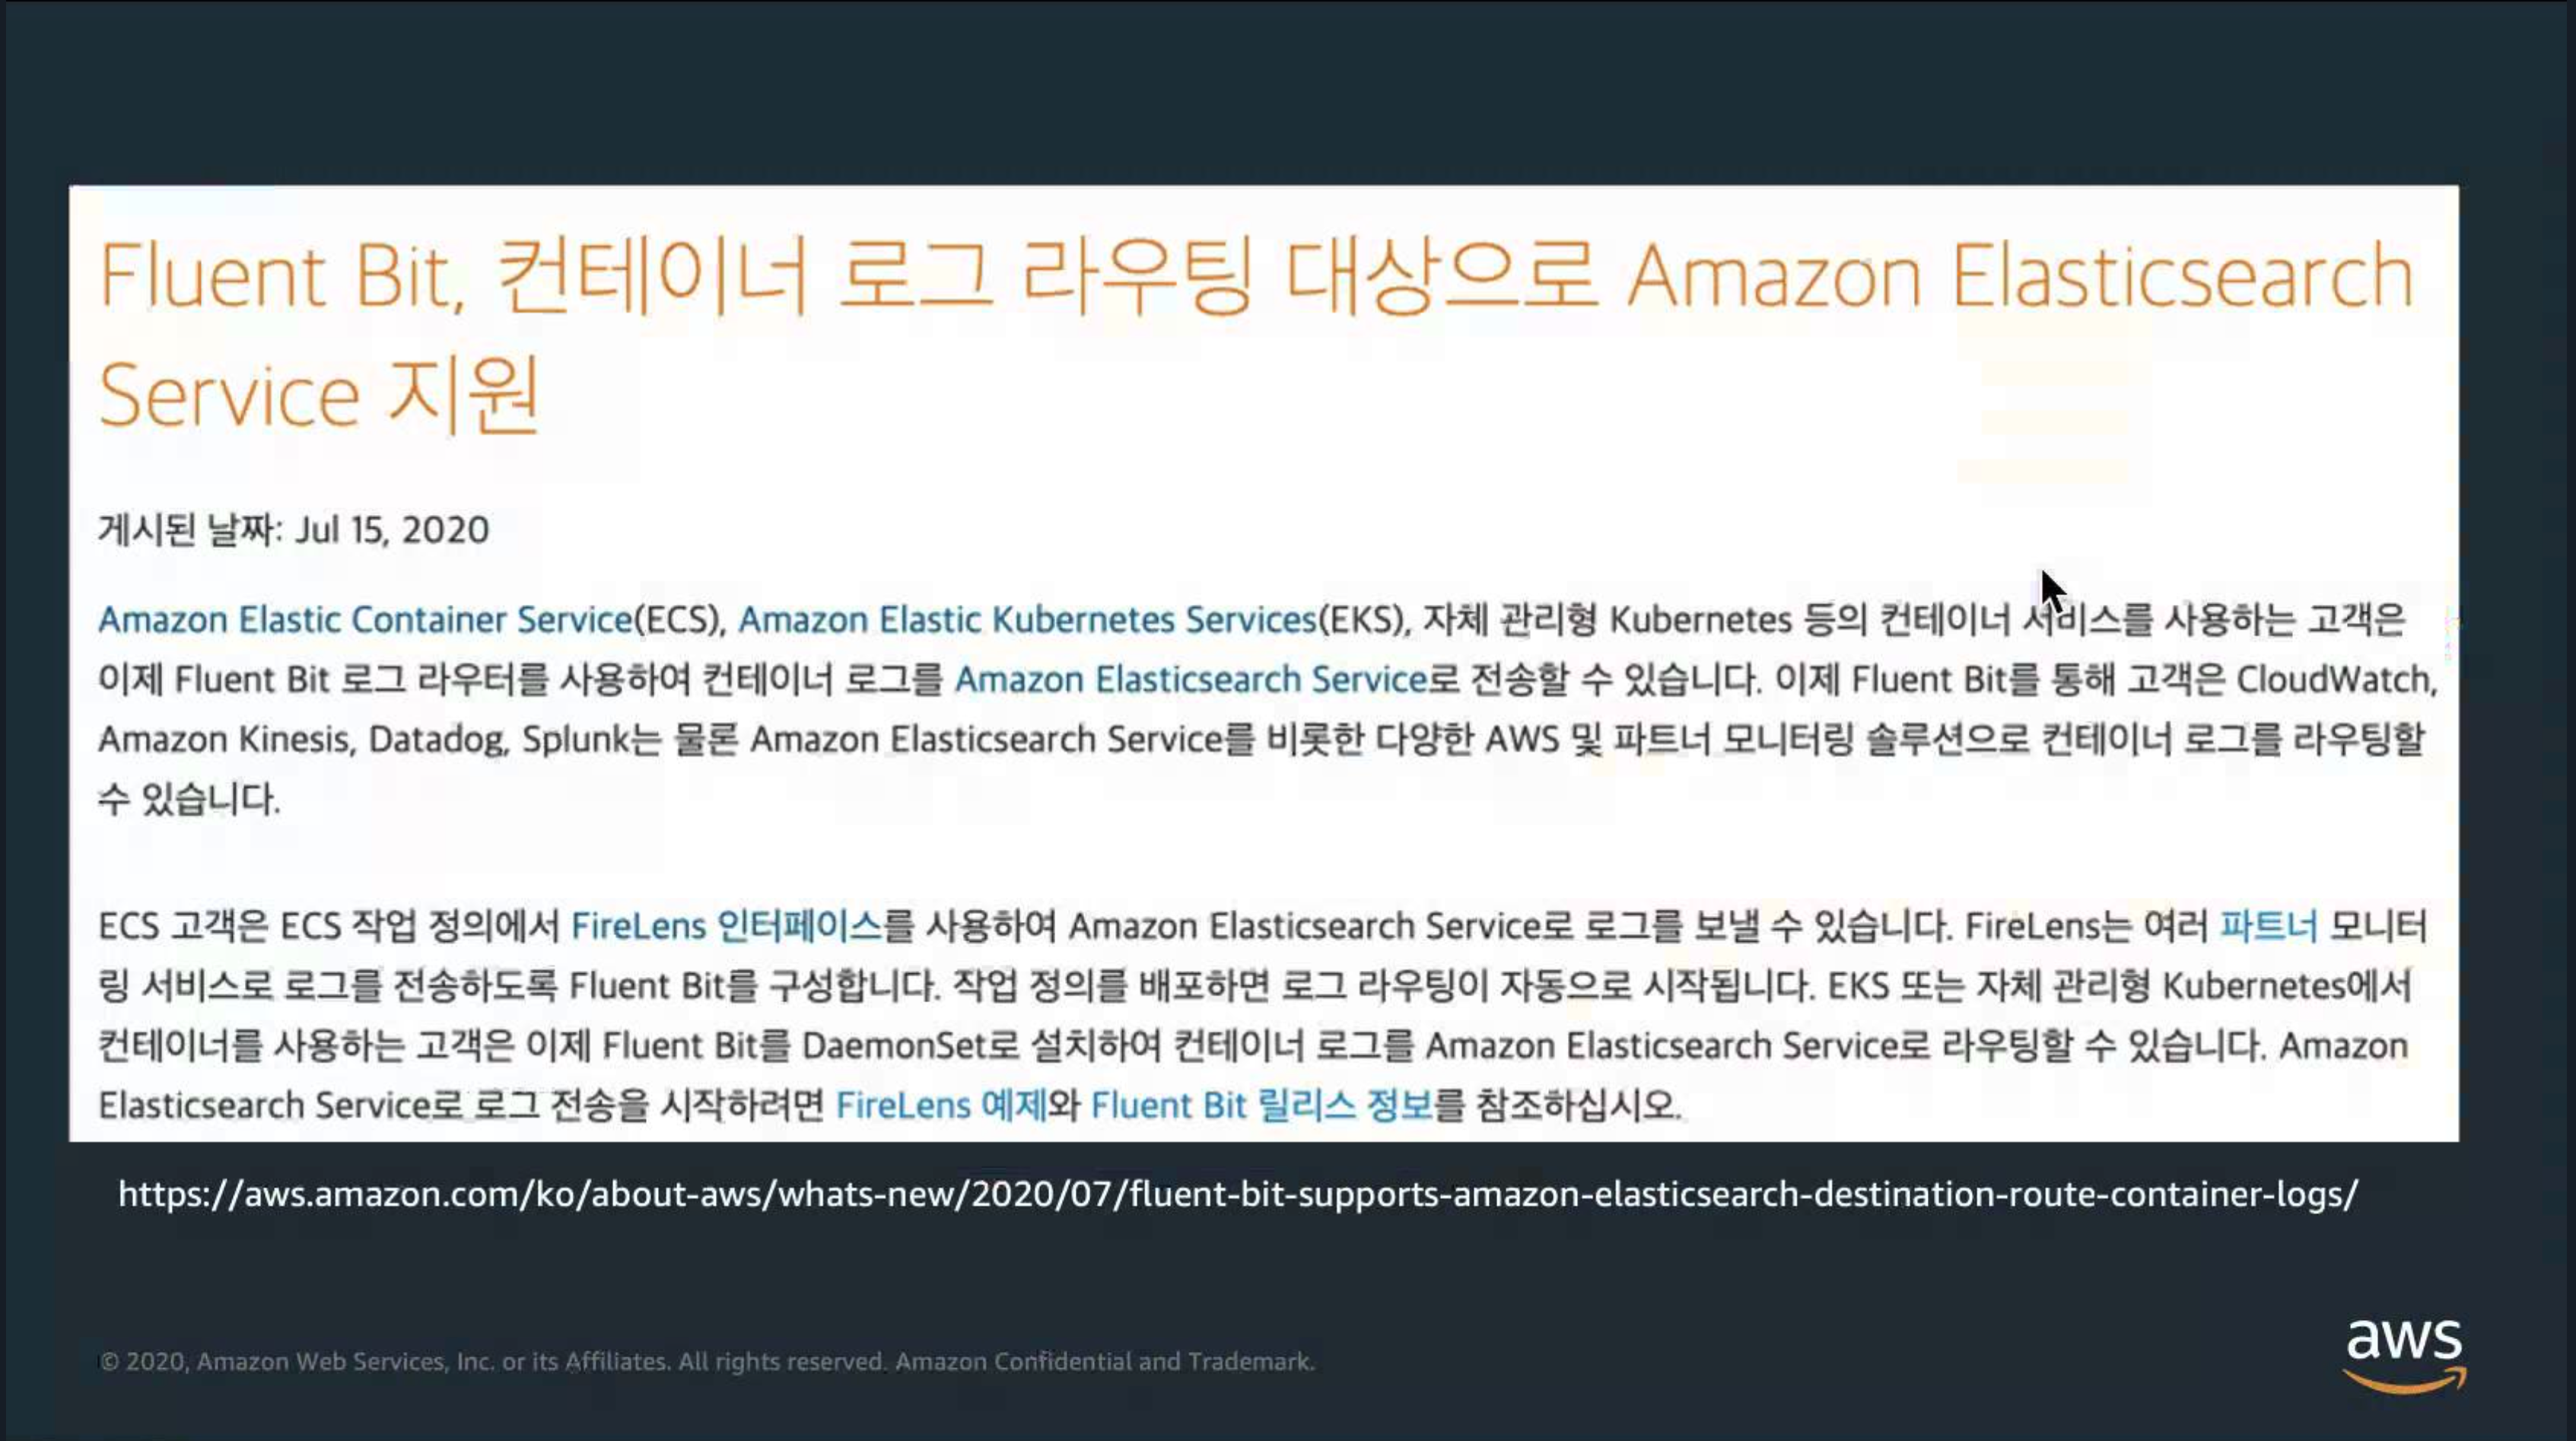 Fluent Bit, 컨테이너 로그 라우팅 대상으로 Amazon Elasticsearch
Service 지원
게시된 날짜: Jul 15, 2020
Amazon Elastic Container Service(ECS), Amazon Elastic Kubernetes Services(EKS), 자체 관리형 Kubernetes 등의 컨테이너 서비스를 사용하는 고객은
이제 Fluent Bit 로그 라우터를 사용하여 컨테이너 로그를 Amazon Elasticsearch Service로 전송할 수 있습니다. 이제 Fluent Bit를 통해 고객은 CloudWatch,
Amazon Kinesis, Datadog, Splunk는 물론 Amazon Elasticsearch Service를 비롯한 다양한 AWS 및 파트너 모니터링 솔루션으로 컨테이너 로그를 라우팅할
수 있습니다.
ECS 고객은 ECS 작업 정의에서 FireLens 인터페이스를 사용하여 Amazon Elasticsearch Service로 로그를 보낼 수 있습니다. FireLens는 여러 파트너 모니터
링 서비스로 로그를 전송하도록 Fluent Bit를 구성합니다. 작업 정의를 배포하면 로그 라우팅이 자동으로 시작됩니다. EKS 또는 자체 관리형 Kubernetes에서
컨테이너를 사용하는 고객은 이제 Fluent Bit를 DaemonSet로 설치하여 컨테이너 로그를 Amazon Elasticsearch Service로 라우팅할 수 있습니다. Amazon
Elasticsearch Service로 로그 전송을 시작하려면 FireLens 예제와 Fluent Bit 릴리스 정보를 참조하십시오.
https://aws.amazon.com/ko/about-aws/whats-new/2020/07/fluent-bit-supports-amazon-elasticsearch-destination-route-container-logs/
© 2020, Amazon Web Services, Inc. or its Affiliates. All rights reserved. Amazon Confidential and Trademark.
aws